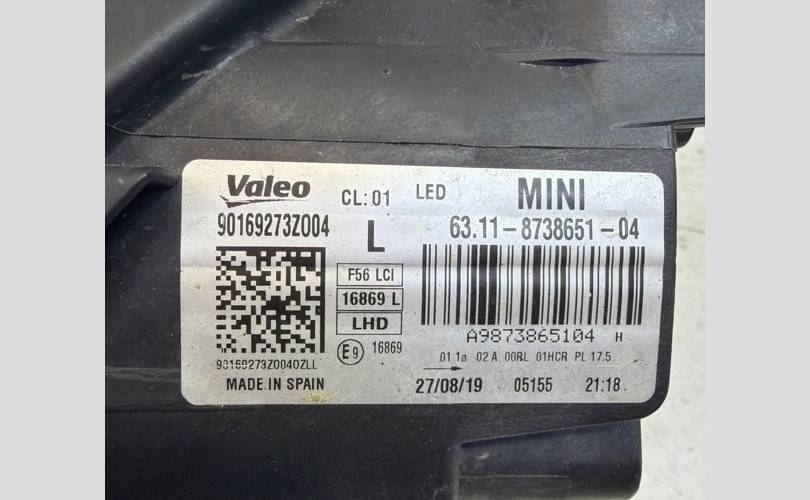 Valeo CL:01 LED MINI
90169273Z004 L 63.11-8738651-04
F56 LCI
16869 L
LHD
A9873865104 H
E9 16869
01 1a 02 A 00RL 01HCR PL 17.5
90169273Z0040ZLL
MADE IN SPAIN 27/08/19 05155 21:18